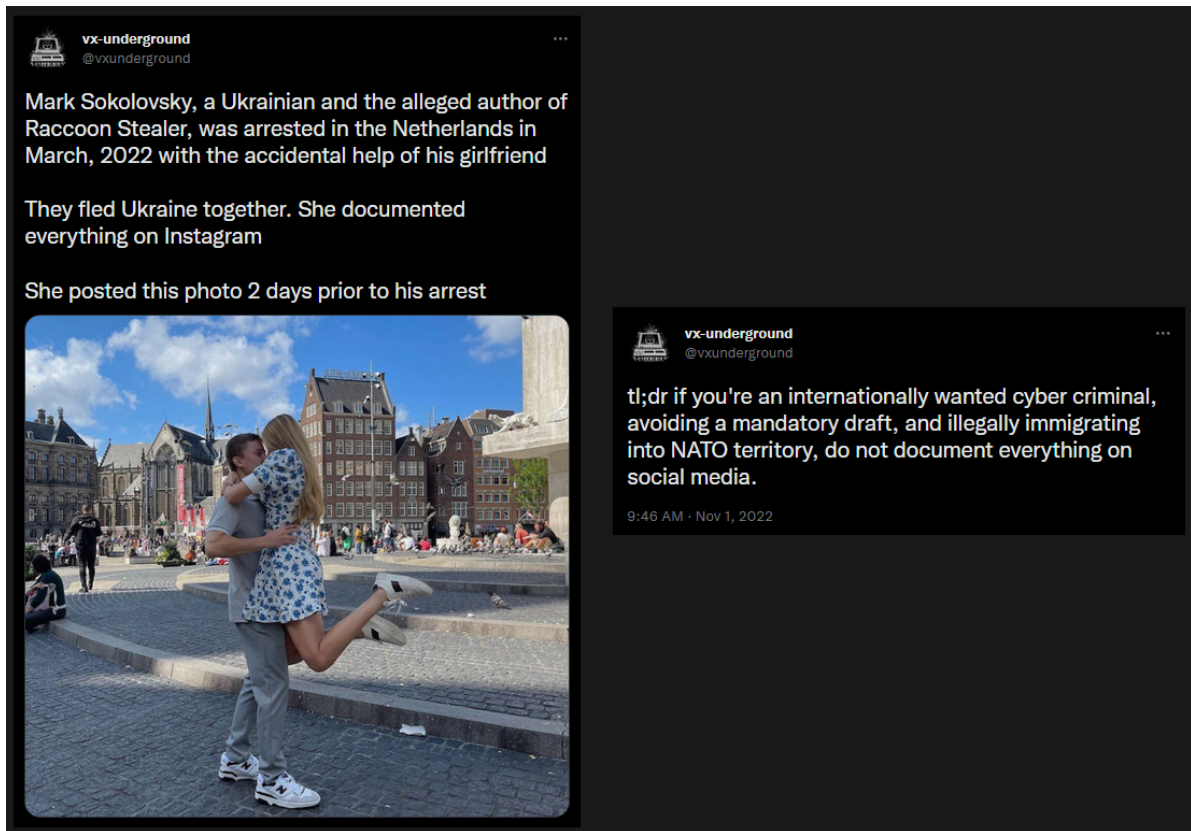 vx-underground
@vxunderground
Mark Sokolovsky, a Ukrainian and the alleged author of
Raccoon Stealer, was arrested in the Netherlands in
March, 2022 with the accidental help of his girlfriend
They fled Ukraine together. She documented
everything on Instagram
She posted this photo 2 days prior to his arrest
vx-underground
@vxunderground
tl;dr if you're an internationally wanted cyber criminal,
avoiding a mandatory draft, and illegally immigrating
into NATO territory, do not document everything on
social media.
9:46 AM · Nov 1, 2022